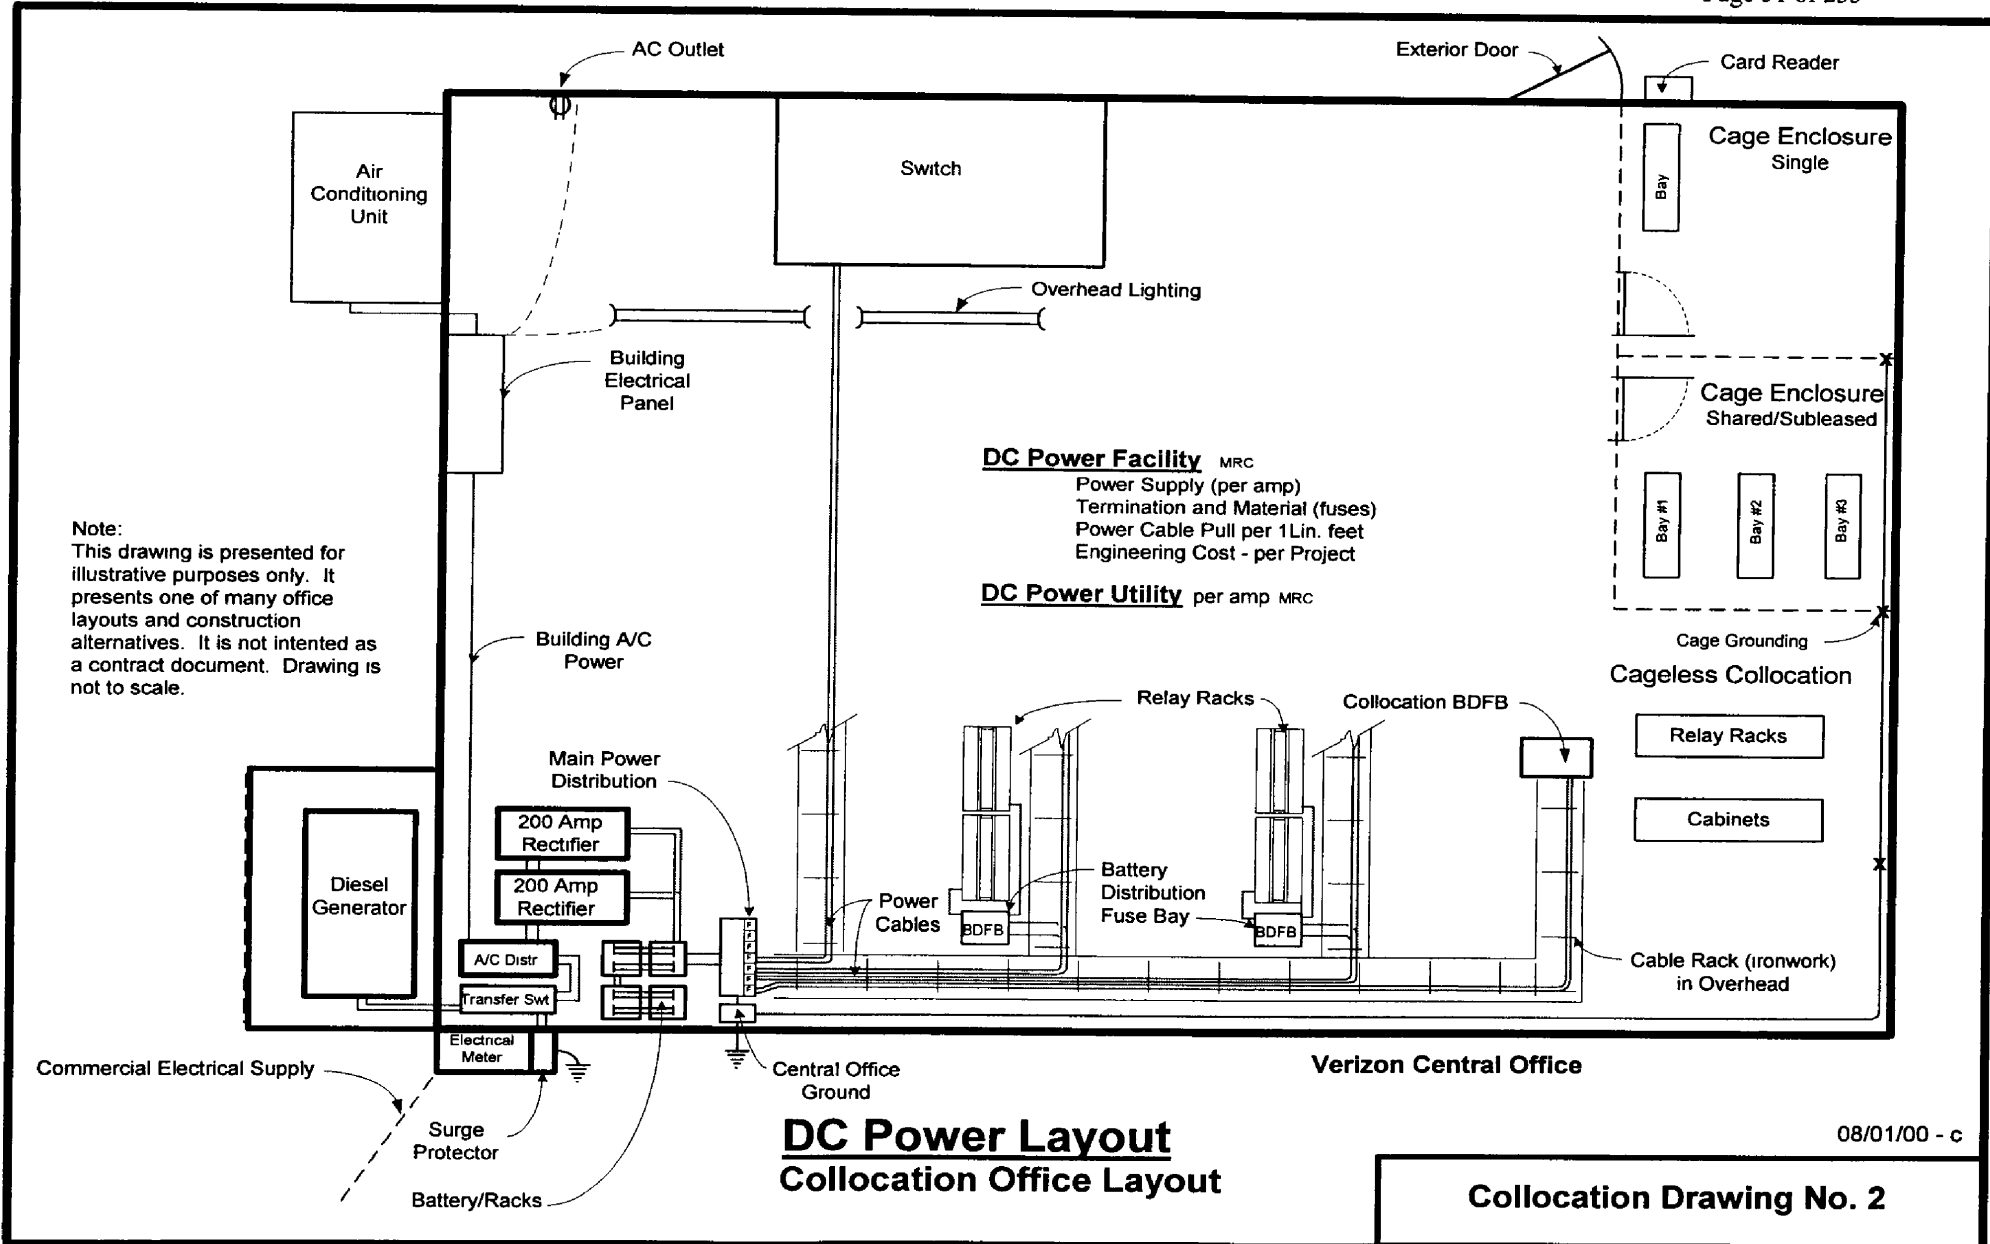 AC Outlet
Exterior Door
Card Reader
Air
Conditioning
Unit
Switch
Cage Enclosure
Single
Bay
Overhead Lighting
Building
Electrical
Panel
Cage Enclosure
Shared/Subleased
DC Power Facility MRC
Power Supply (per amp)
Termination and Material (fuses)
Power Cable Pull per 1Lin. feet
Engineering Cost - per Project
DC Power Utility per amp MRC
Bay #1
Bay #2
Bay #3
Note:
This drawing is presented for
illustrative purposes only. It
presents one of many office
layouts and construction
alternatives. It is not intented as
a contract document. Drawing is
not to scale.
Building A/C
Power
Cage Grounding
Cageless Collocation
Relay Racks
Collocation BDFB
Relay Racks
Cabinets
Main Power
Distribution
200 Amp
Rectifier
200 Amp
Rectifier
Diesel
Generator
Power
Cables
Battery
Distribution
Fuse Bay
BDFB
BDFB
A/C Distr
Transfer Swt
F
F
F
F
F
F
F
Cable Rack (ironwork)
in Overhead
Electrical
Meter
Commercial Electrical Supply
Central Office
Ground
Verizon Central Office
Surge
Protector
Battery/Racks
DC Power Layout
Collocation Office Layout
08/01/00 - c
Collocation Drawing No. 2